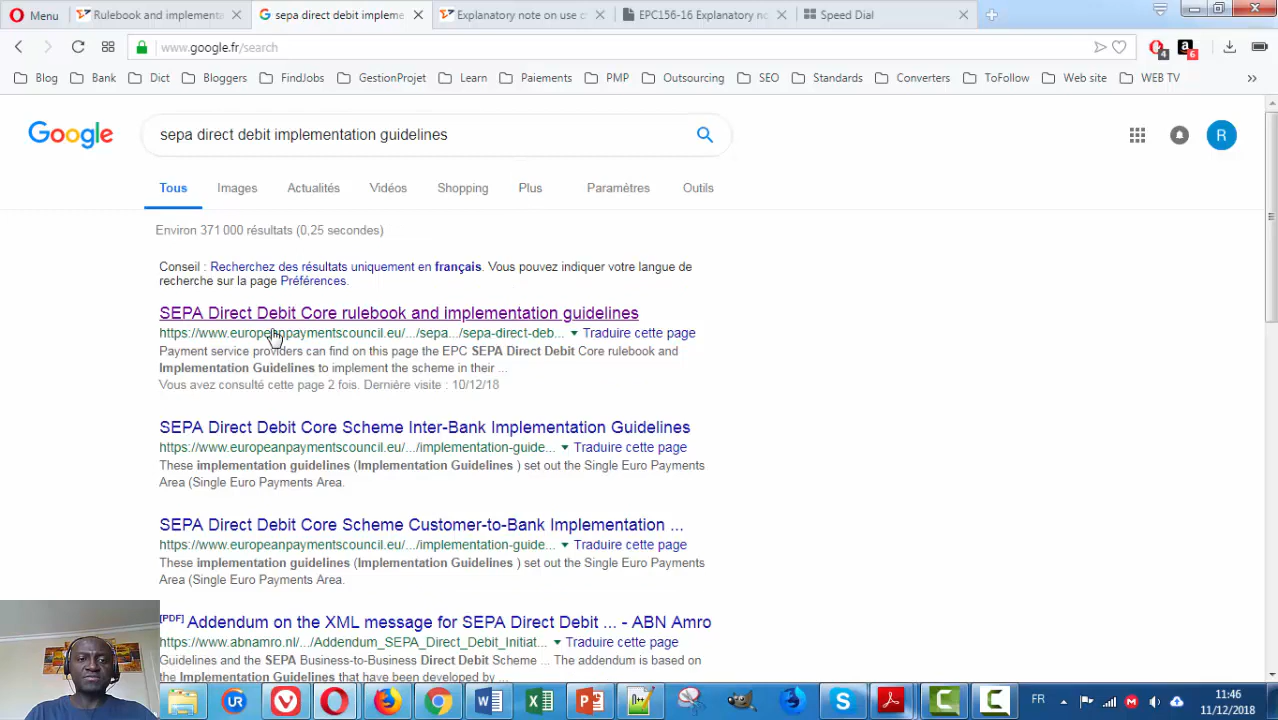 Menu
Rulebook and implementa
sepa direct debit impleme
Explanatory note on use o
EPC156-16 Explanatory no
Speed Dial
www.google.fr/search
4
6
Blog
Bank
Dict
Bloggers
FindJobs
GestionProjet
Learn
Paiements
PMP
Outsourcing
SEO
Standards
Converters
ToFollow
Web site
WEB TV
Google
sepa direct debit implementation guidelines
R
Tous
Images
Actualités
Vidéos
Shopping
Plus
Paramètres
Outils
Environ 371 000 résultats (0,25 secondes)
Conseil : Recherchez des résultats uniquement en français. Vous pouvez indiquer votre langue de
recherche sur la page Préférences.
SEPA Direct Debit Core rulebook and implementation guidelines
https://www.europeanpaymentscouncil.eu/.../sepa.../sepa-direct-deb... Traduire cette page
Payment service providers can find on this page the EPC SEPA Direct Debit Core rulebook and
Implementation Guidelines to implement the scheme in their ...
Vous avez consulté cette page 2 fois. Dernière visite : 10/12/18
SEPA Direct Debit Core Scheme Inter-Bank Implementation Guidelines
https://www.europeanpaymentscouncil.eu/.../implementation-guide... Traduire cette page
These implementation guidelines (Implementation Guidelines ) set out the Single Euro Payments
Area (Single Euro Payments Area.
SEPA Direct Debit Core Scheme Customer-to-Bank Implementation ...
https://www.europeanpaymentscouncil.eu/.../implementation-guide... Traduire cette page
These implementation guidelines (Implementation Guidelines ) set out the Single Euro Payments
Area (Single Euro Payments Area.
[PDF] Addendum on the XML message for SEPA Direct Debit ... - ABN Amro
https://www.abnamro.nl/.../Addendum_SEPA_Direct_Debit_Initiat... Traduire cette page
Guidelines and the SEPA Business-to-Business Direct Debit Scheme ... The addendum is based on
the Implementation Guidelines that have been developed by ...
FR
11:46
11/12/2018